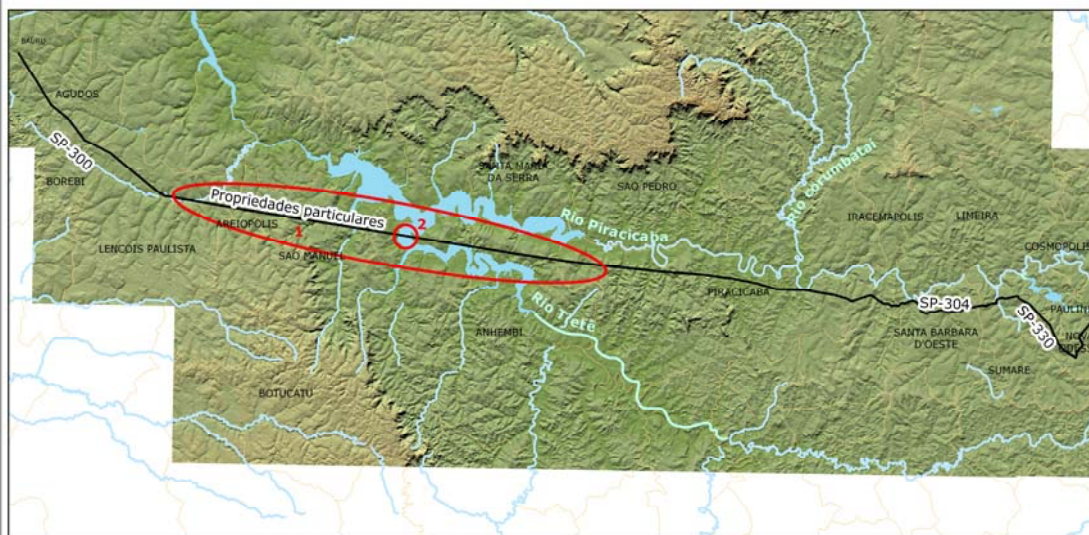 BAURU
AGUDOS
SP-300
BOREBI
LENCOIS PAULISTA
Propriedades particulares
AREIOPOLIS
1
SAO MANUEL
2
SANTA MARIA
DA SERRA
SAO PEDRO
Rio Piracicaba
Rio Corumbatai
IRACEMAPOLIS
LIMEIRA
COSMOPOLIS
PIRACICABA
SP-304
SP-330
SANTA BARBARA
D'OESTE
SUMARE
Rio Tietê
ANHEMBI
BOTUCATU